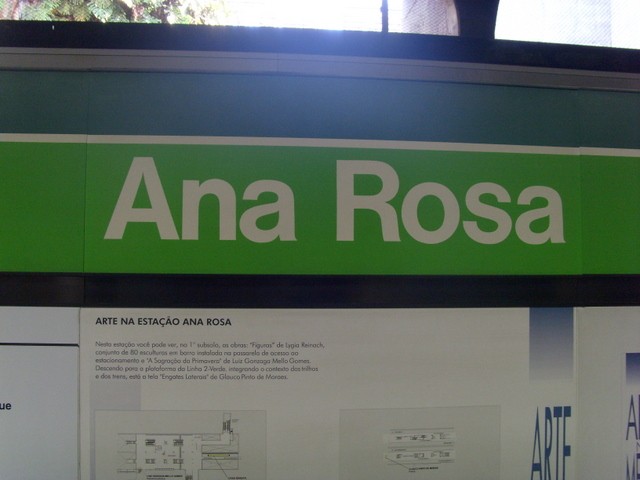 Ana Rosa
ARTE NA ESTAÇÃO ANA ROSA
Nesta estação você pode ver, no 1° subsolo, as obras: "Figuras" de Lygia Reinach,
conjunto de 80 esculturas em barro instalada na passarela de acesso ao
estacionamento e "A Sagração da Primavera" de Luis Gonzaga Mello Gomes.
Descendo para a plataforma da Linha 2-Verde, integrando o contexto dos trilhos
e dos trens, está a tela "Engates Laterais" de Glauco Pinto de Moraes.
ue
ARTE